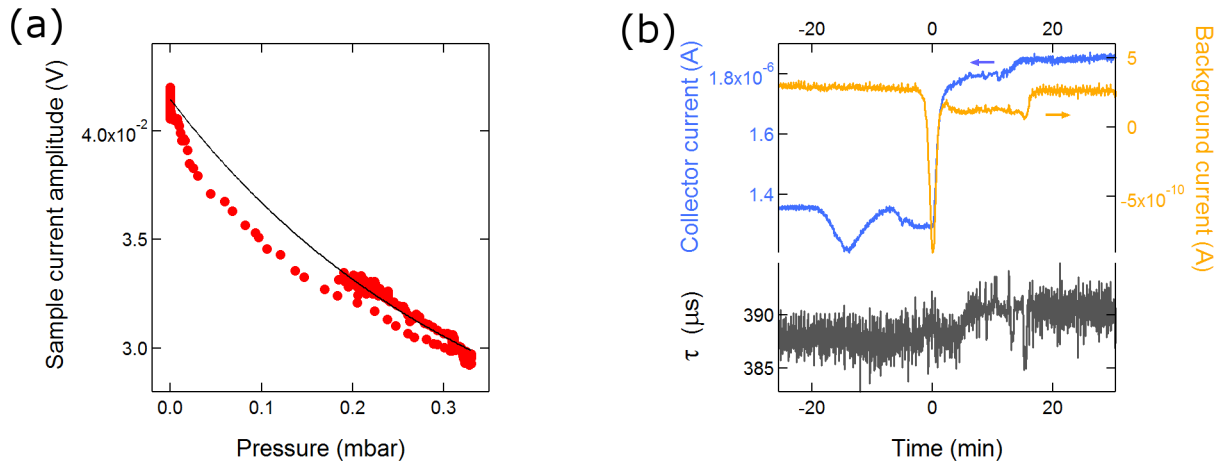 (a)
Sample current amplitude (V)
4.0x10⁻²
3.5
3.0
0.0 0.1 0.2 0.3
Pressure (mbar)
(b)
-20 0 20
Collector current (A)
1.8x10⁻⁶
1.6
1.4
5
0
-5x10⁻¹⁰
Background current (A)
τ (µs)
390
385
-20 0 20
Time (min)